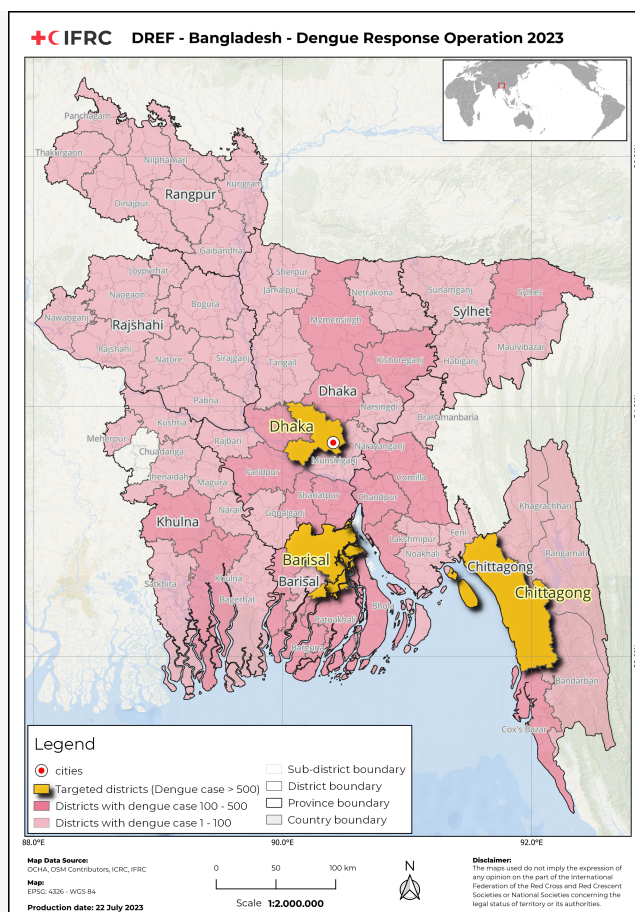 IFRC DREF - Bangladesh - Dengue Response Operation 2023
Panchagarh
Thakurgaon
Nilphamari
Kurigram
Rangpur
Dinajpur
Gaibandha
Joypurhat
Sherpur
Jamalpur
Netrakona
Sunamganj
Sylhet
Naogaon
Bogura
Mymensingh
Nawabganj
Rajshahi
Sylhet
Rajshahi
Natore
Sirajganj
Tangail
Kishoreganj
Habiganj
Maulvibazar
Pabna
Dhaka
Narsingdi
Brahmanbaria
Kushtia
Dhaka
Meherpur
Chuadanga
Rajbari
Narayanganj
Munshiganj
Jhenaidah
Magura
Faridpur
Comilla
Shariatpur
Chandpur
Khagrachhari
Khulna
Narail
Gopalganj
Lakshmipur
Feni
Noakhali
Rangamati
Barisal
Chittagong
Satkhira
Khulna
Barisal
Chittagong
Bagerhat
Bhola
Patuakhali
Barguna
Bandarban
Cox's Bazar
Legend
cities
Targeted districts (Dengue case > 500)
Districts with dengue case 100 - 500
Districts with dengue case 1 - 100
Sub-district boundary
District boundary
Province boundary
Country boundary
88.0°E 90.0°E 92.0°E
Map Data Source:
OCHA, OSM Contributors, ICRC, IFRC
Map:
EPSG: 4326 - WGS 84
Production date: 22 July 2023
0 50 100 km
Scale 1:2.000.000
N
Disclaimer:
The maps used do not imply the expression of
any opinion on the part of the International
Federation of the Red Cross and Red Crescent
Societies or National Societies concerning the
legal status of territory or its authorities.